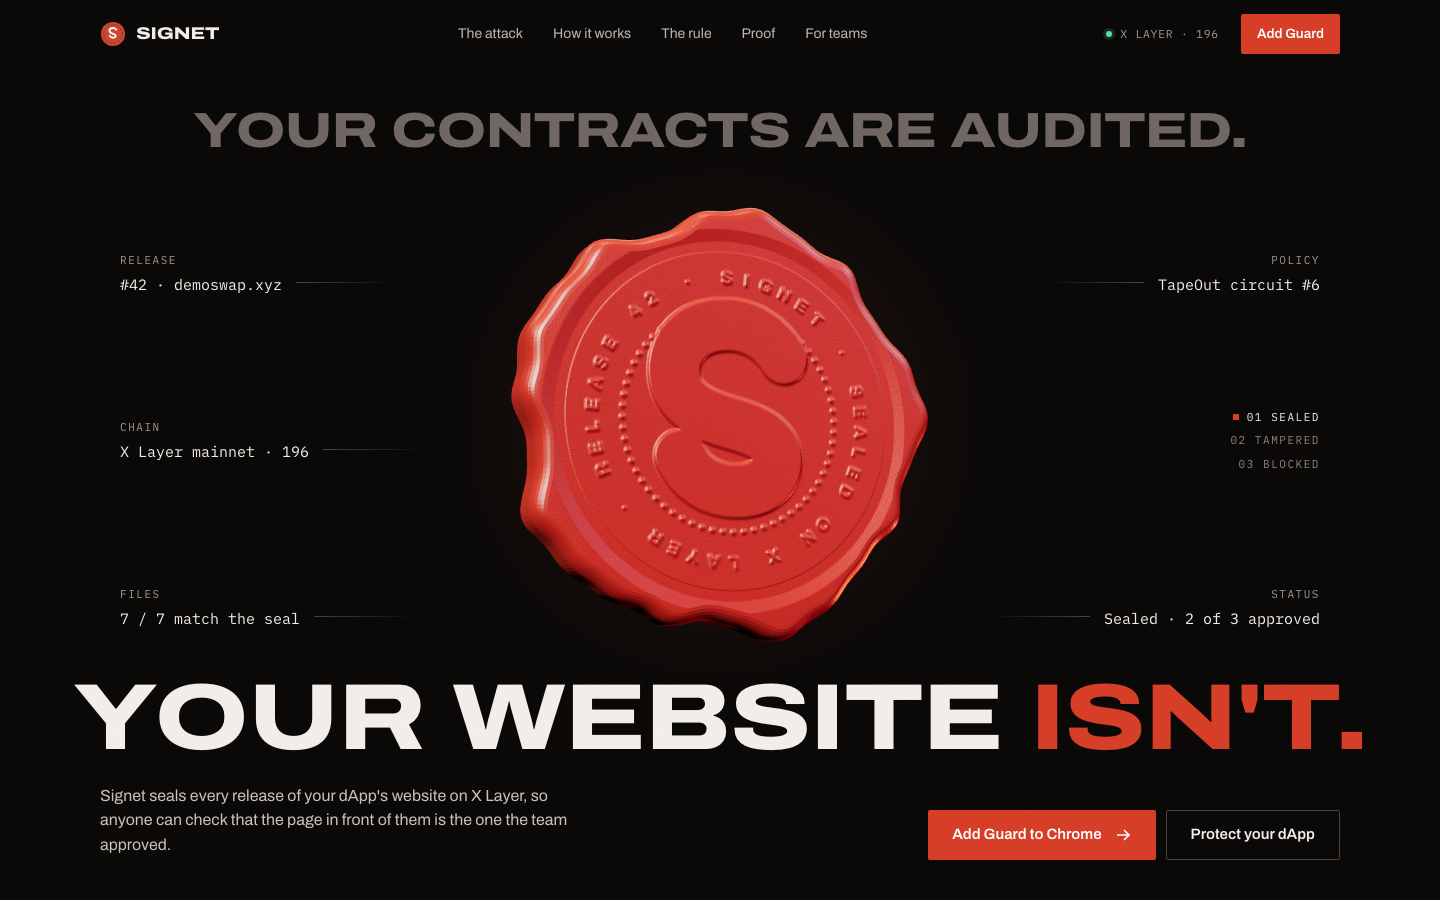 S SIGNET
The attack How it works The rule Proof For teams
X LAYER · 196
Add Guard
YOUR CONTRACTS ARE AUDITED.
RELEASE
#42 · demoswap.xyz
POLICY
TapeOut circuit #6
RELEASE 42 · SIGNET · SEALED ON X LAYER ·
S
CHAIN
X Layer mainnet · 196
01 SEALED
02 TAMPERED
03 BLOCKED
FILES
7 / 7 match the seal
STATUS
Sealed · 2 of 3 approved
YOUR WEBSITE ISN'T.
Signet seals every release of your dApp's website on X Layer, so
anyone can check that the page in front of them is the one the team
approved.
Add Guard to Chrome →
Protect your dApp